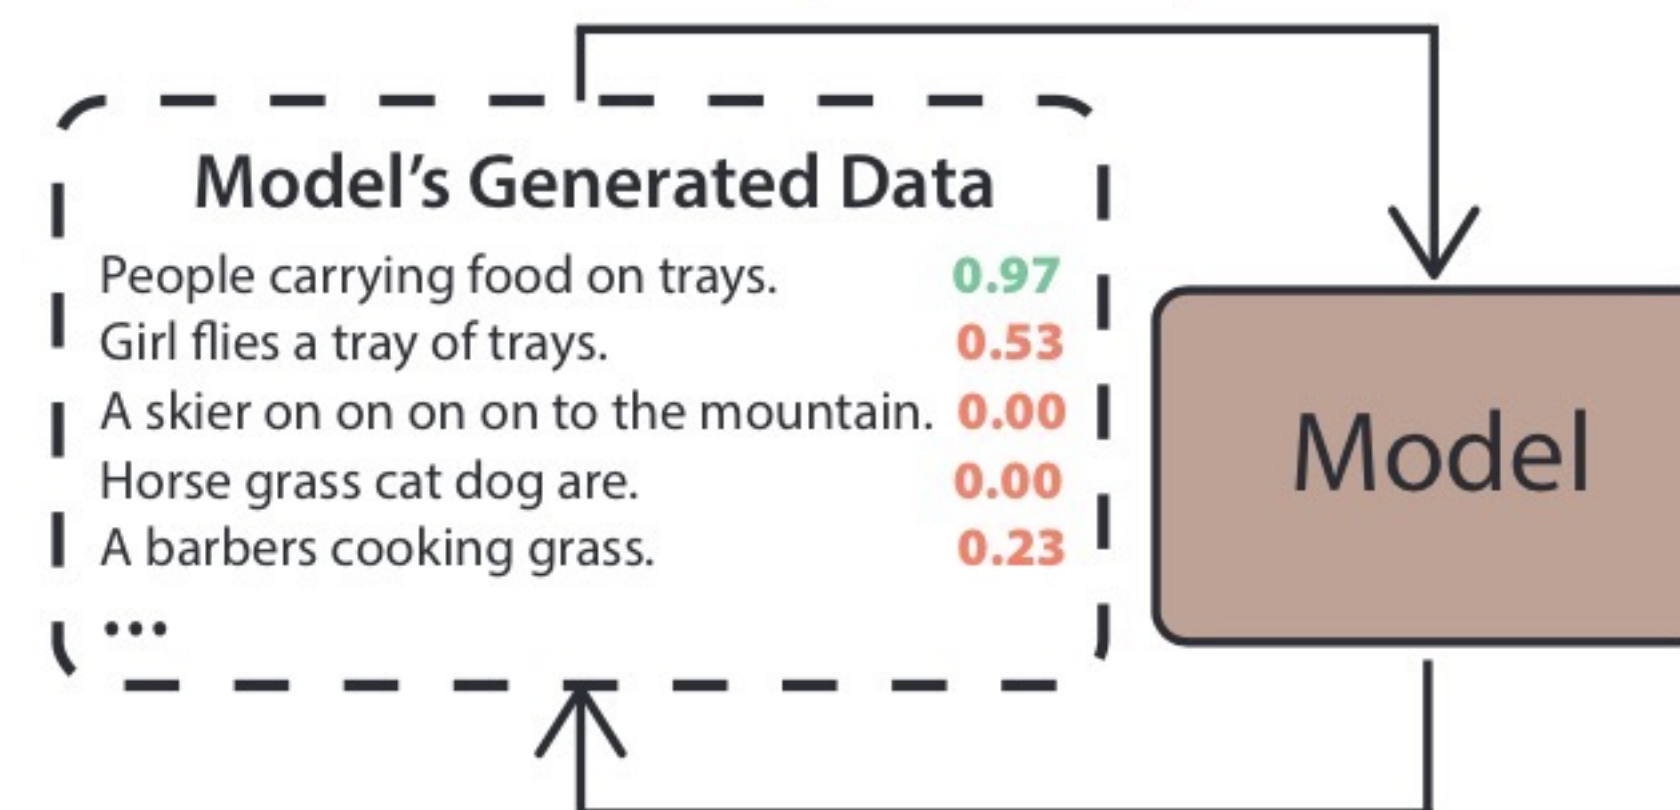 Model’s Generated Data
People carrying food on trays. 0.97
Girl flies a tray of trays. 0.53
A skier on on on on to the mountain. 0.00
Horse grass cat dog are. 0.00
A barbers cooking grass. 0.23
...
Model